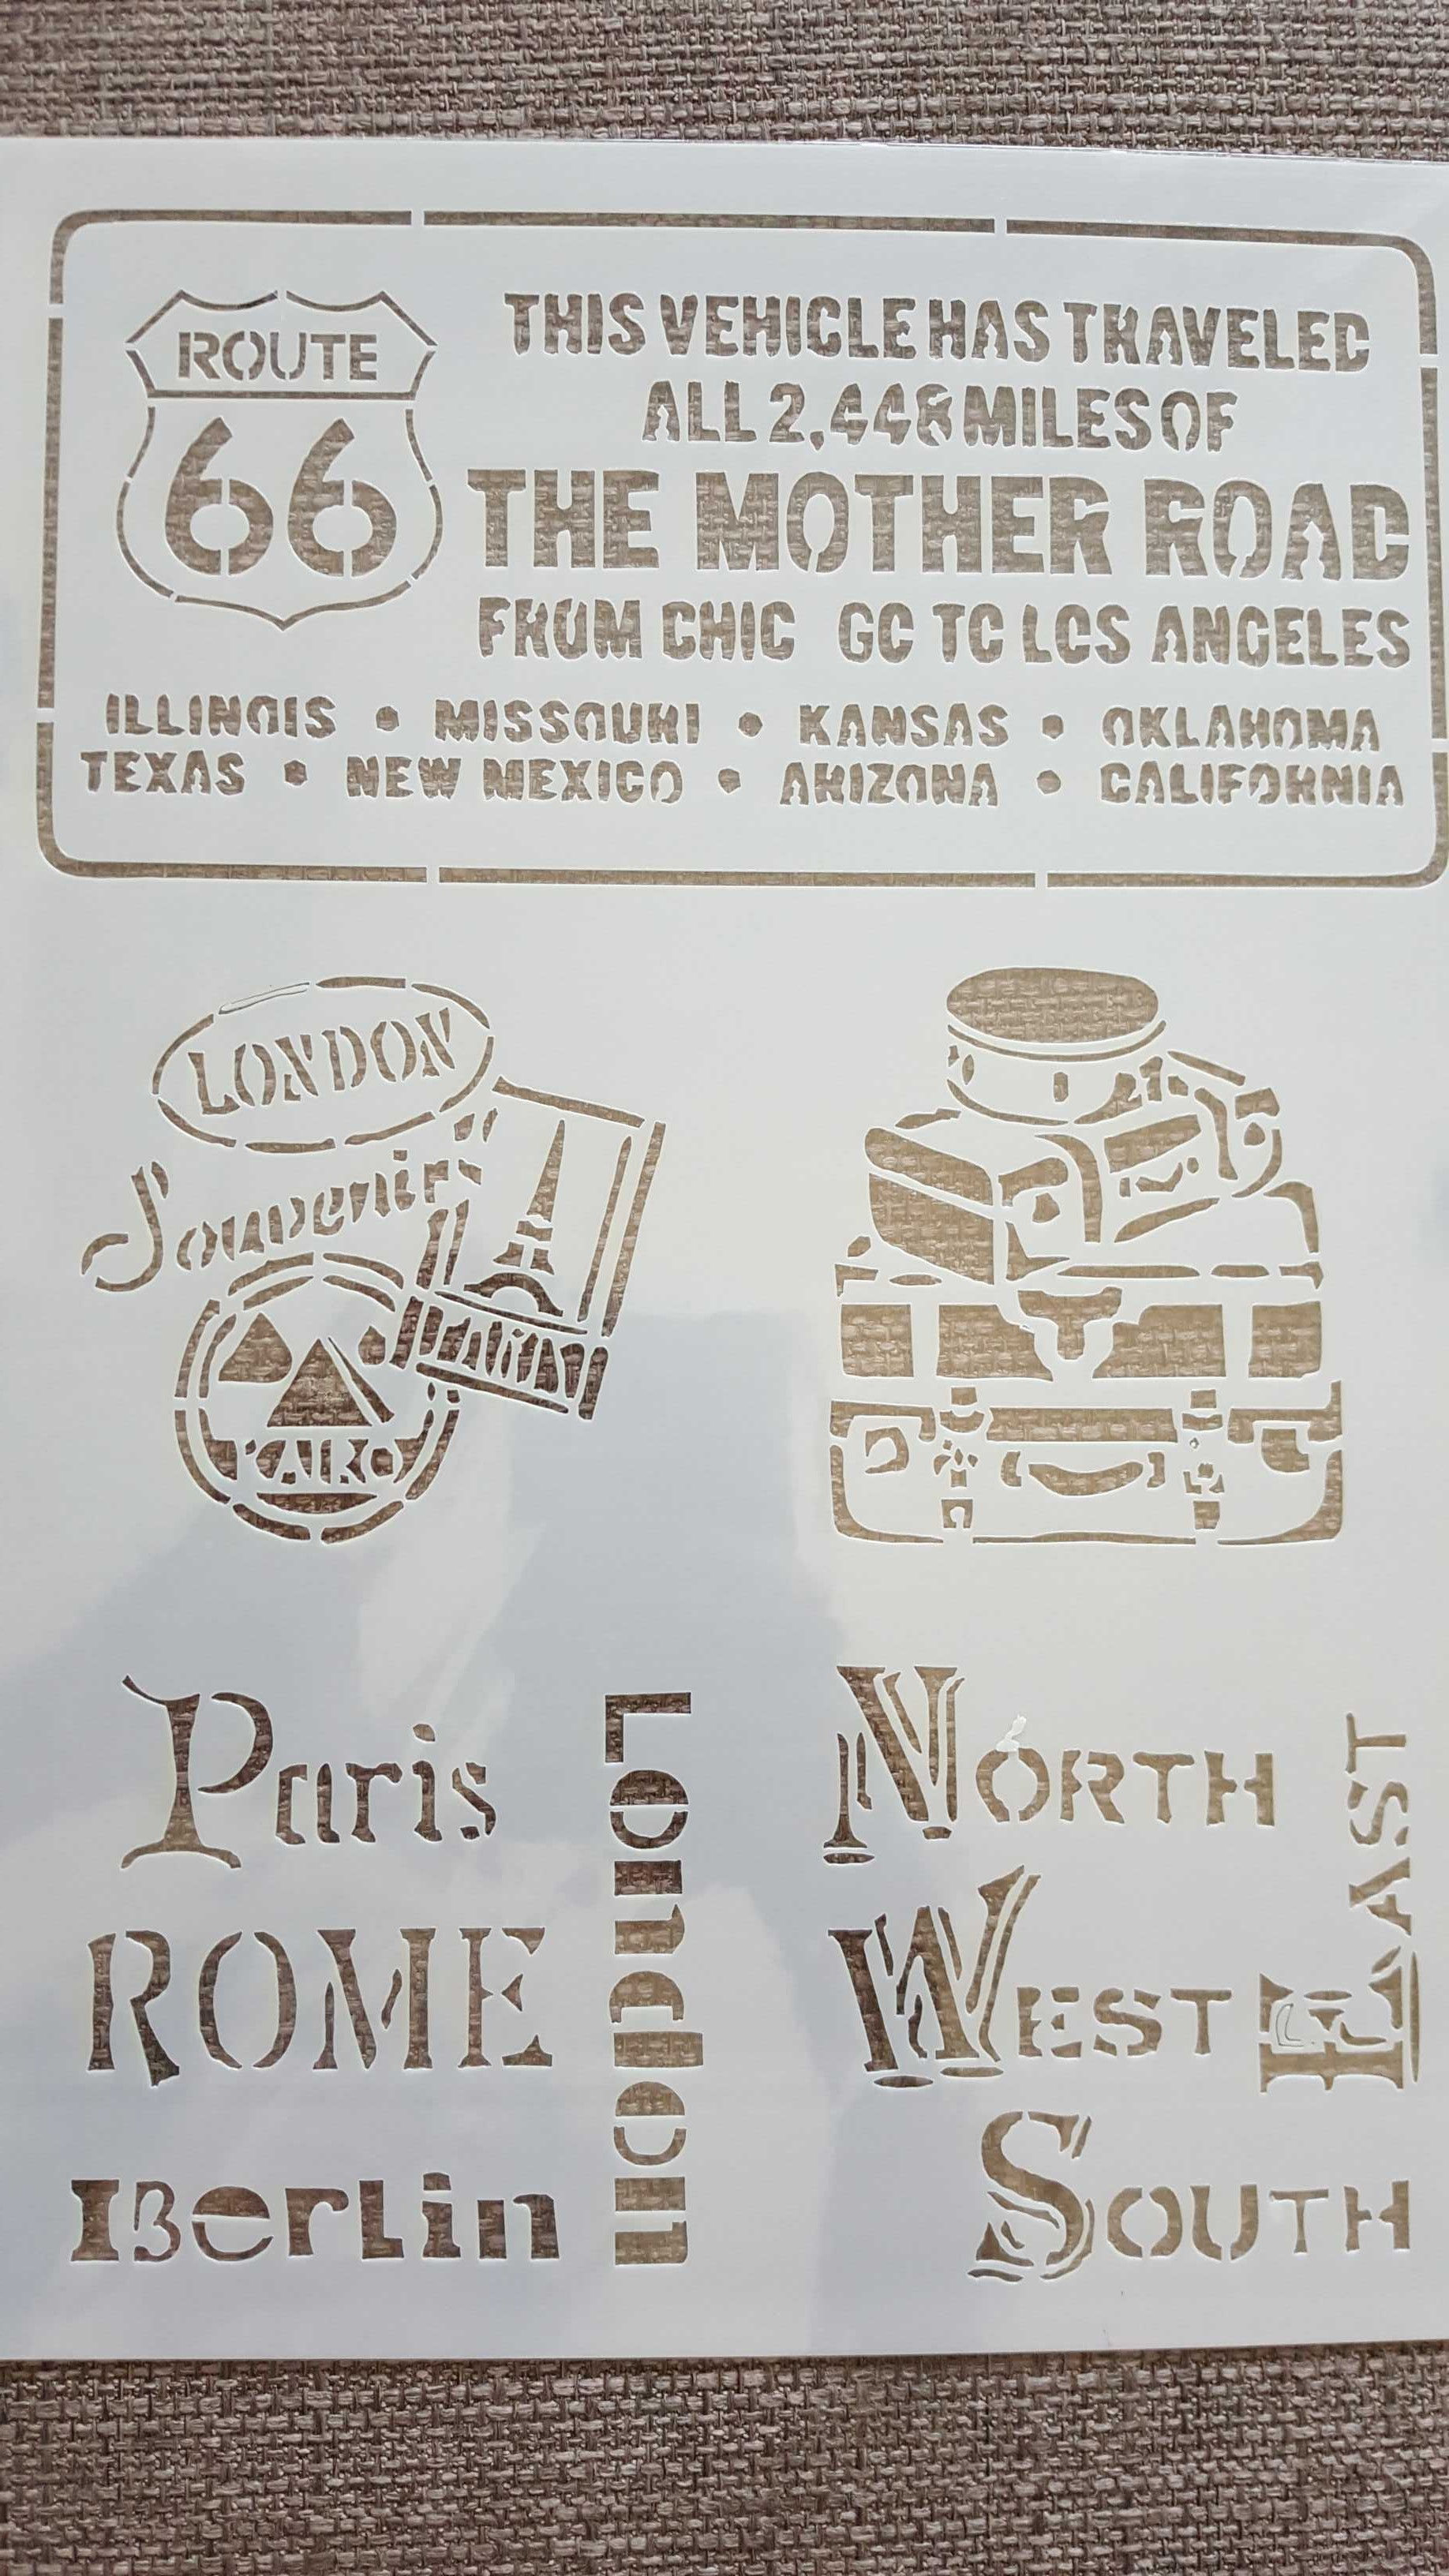 ROUTE
66
THIS VEHICLE HAS TRAVELED
ALL 2,448 MILES OF
THE MOTHER ROAD
FROM CHIC GO TO LOS ANGELES
ILLINOIS • MISSOURI • KANSAS • OKLAHOMA
TEXAS • NEW MEXICO • ARIZONA • CALIFORNIA
LONDON
Souvenir
KAIRO
Paris
London
ROME
Berlin
NORTH
EAST
WEST
SOUTH